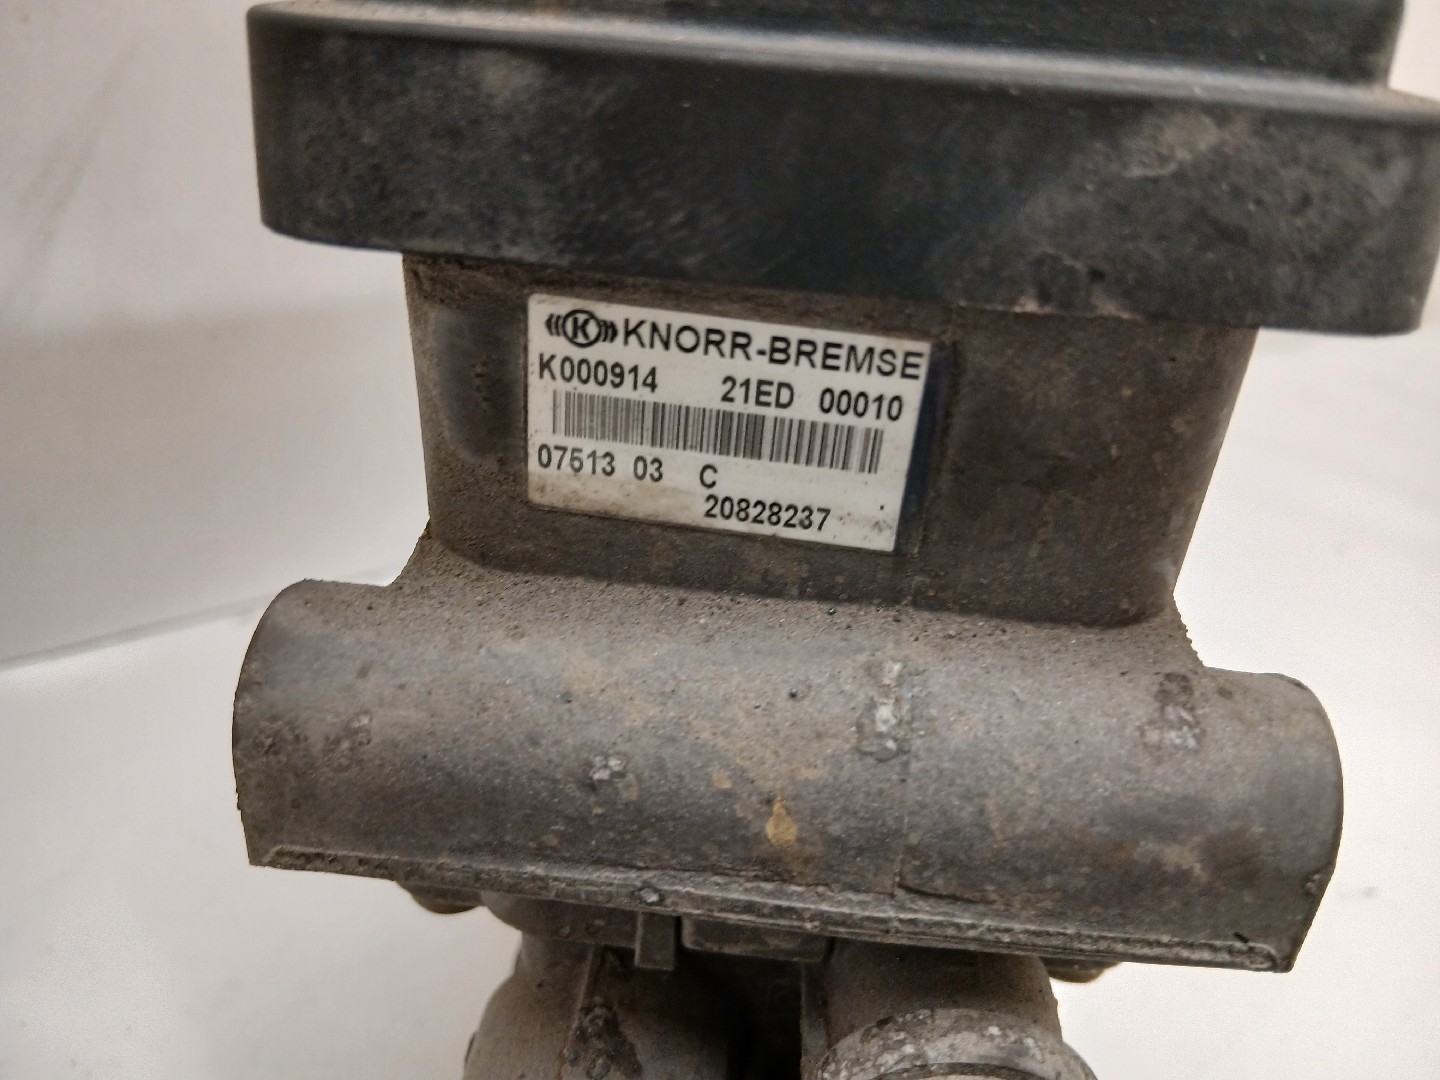 K KNORR-BREMSE
K000914 21ED 00010
07513 03 C
20828237